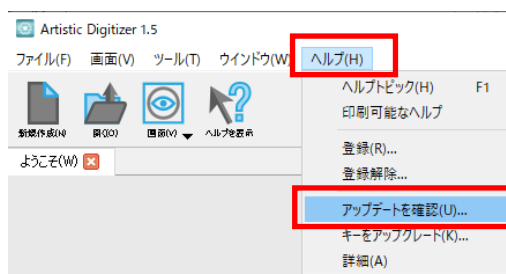 Artistic Digitizer 1.5
ファイル(F) 画面(V) ツール(T) ウインドウ(W) ヘルプ(H)
新規作成(N) 開(O) 画面(V) ヘルプを表示
ようこそ(W)
ヘルプトピック(H) F1
印刷可能なヘルプ
登録(R)...
登録解除...
アップデートを確認(U)...
キーをアップグレード(K)...
詳細(A)